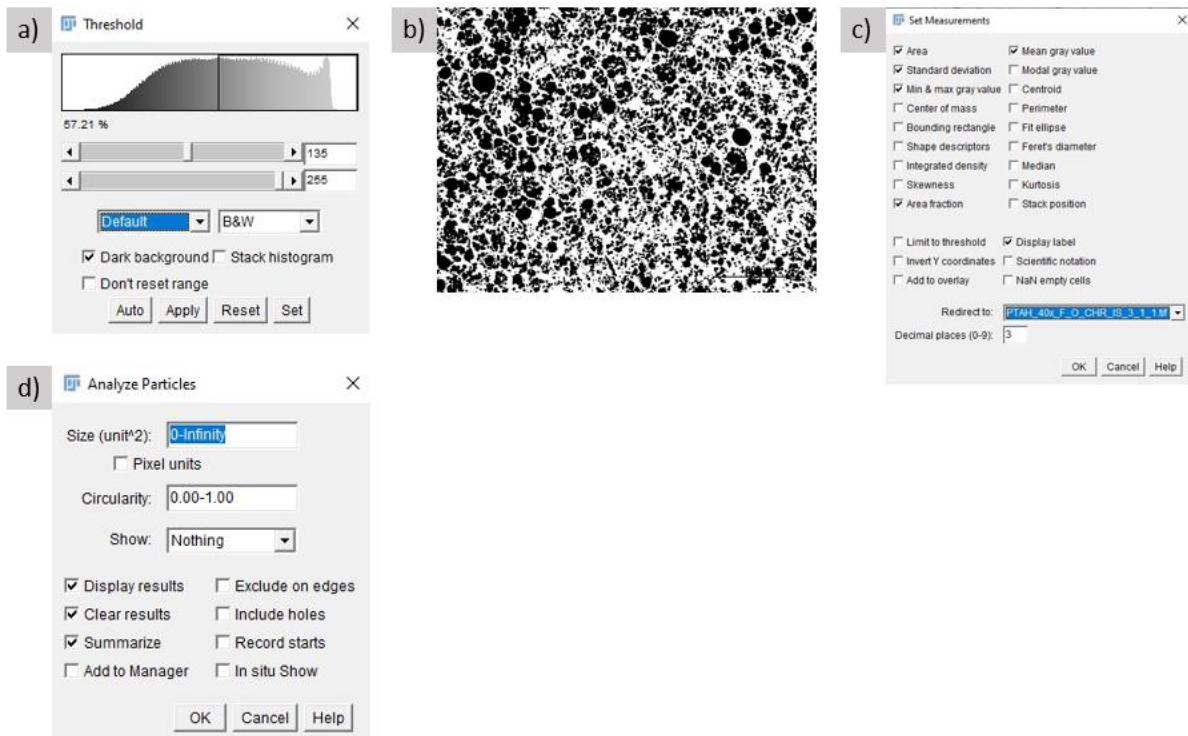 a)
Threshold
57.21 %
135
255
Default B&W
Dark background Stack histogram
Don't reset range
Auto Apply Reset Set
b)
c)
Set Measurements
Area Mean gray value
Standard deviation Modal gray value
Min & max gray value Centroid
Center of mass Perimeter
Bounding rectangle Fit ellipse
Shape descriptors Feret's diameter
Integrated density Median
Skewness Kurtosis
Area fraction Stack position
Limit to threshold Display label
Invert Y coordinates Scientific notation
Add to overlay NaN empty cells
Redirect to: PTAH_40x_F_O_CHR_IS_3_1_1.M
Decimal places (0-9): 3
OK Cancel Help
d)
Analyze Particles
Size (unit^2): 0-Infinity
Pixel units
Circularity: 0.00-1.00
Show: Nothing
Display results Exclude on edges
Clear results Include holes
Summarize Record starts
Add to Manager In situ Show
OK Cancel Help